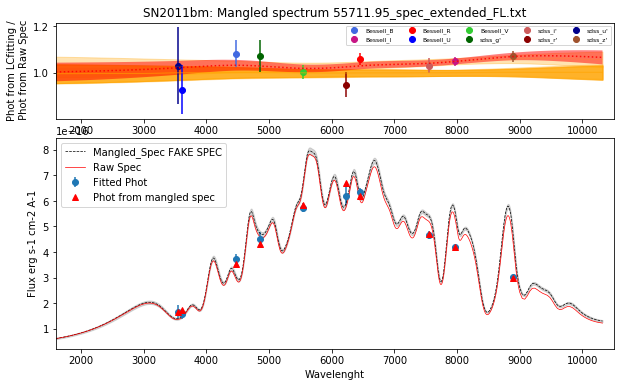 SN2011bm: Mangled spectrum 55711.95_spec_extended_FL.txt
Phot from LCfitting /
Phot from Raw Spec
1.2
1.0
Bessell_B Bessell_R Bessell_V sdss_i' sdss_u'
Bessell_I Bessell_U sdss_g' sdss_r' sdss_z'
2000 3000 4000 5000 6000 7000 8000 9000 10000
Flux erg s-1 cm-2 A-1
8
7
6
5
4
3
2
1
Mangled_Spec FAKE SPEC
Raw Spec
Fitted Phot
Phot from mangled spec
2000 3000 4000 5000 6000 7000 8000 9000 10000
Wavelenght